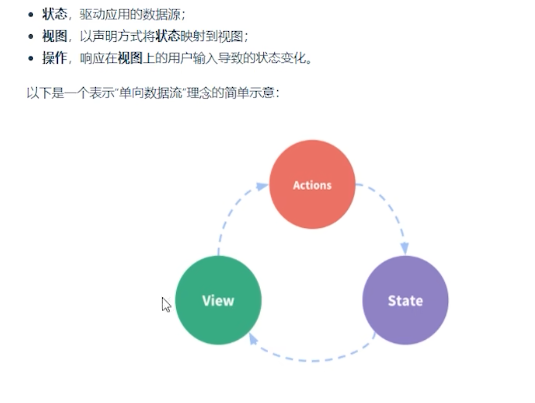 状态，驱动应用的数据源；
视图，以声明方式将状态映射到视图；
操作，响应在视图上的用户输入导致的状态变化。
以下是一个表示“单向数据流”理念的简单示意：
Actions
View
State